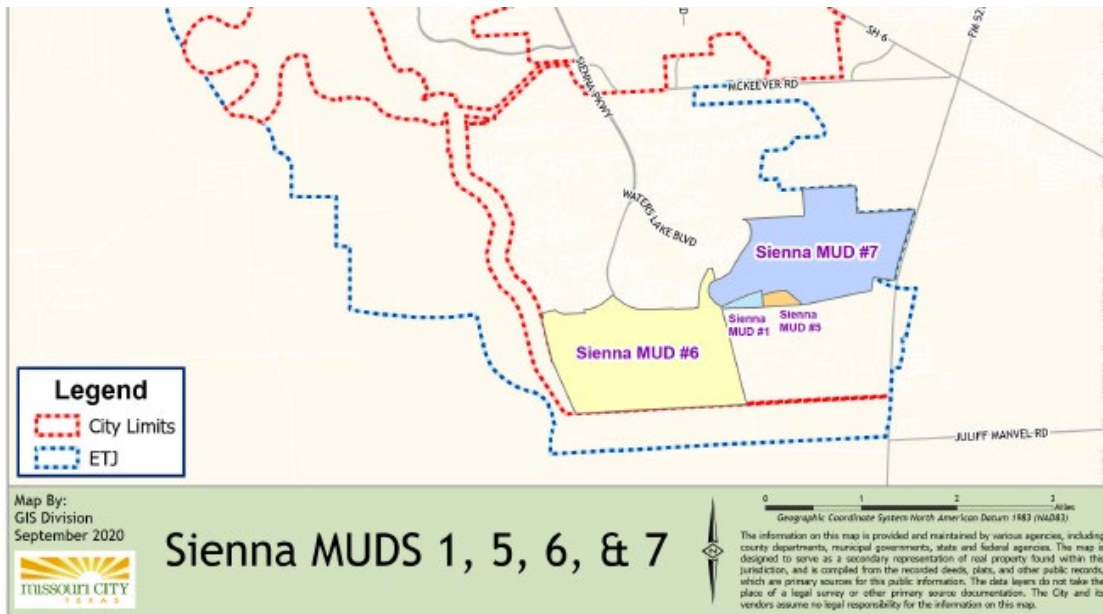 SH 6
FM 52
SIENNA PKWY
MCKEEVER RD
WATERS LAKE BLVD
Sienna MUD #7
Sienna
MUD #1
Sienna
MUD #5
Sienna MUD #6
Legend
City Limits
ETJ
JULIFF MANVEL RD
Map By:
GIS Division
September 2020
MISSOURI CITY
TEXAS
Sienna MUDS 1, 5, 6, & 7
N
0 1 2 3
Miles
Geographic Coordinate System North American Datum 1983 (NAD83)
The information on this map is provided and maintained by various agencies, including
county departments, municipal governments, state and federal agencies. The map is
designed to serve as a secondary representation of real property found within this
jurisdiction, and is compiled from the recorded deeds, plats, and other public records,
which are primary sources for this public information. The data layers do not take the
place of a legal survey or other primary source documentation. The City and its
vendors assume no legal responsibility for the information on this map.